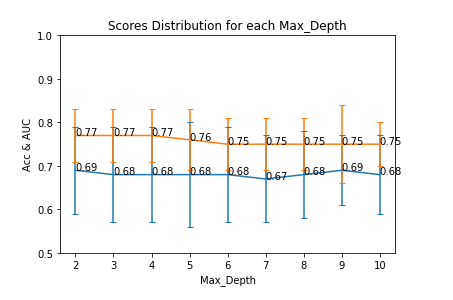 Scores Distribution for each Max_Depth
1.0
0.9
0.8
0.7
0.6
0.5
Acc & AUC
0.77 0.77 0.77 0.76 0.75 0.75 0.75 0.75 0.75
0.69 0.68 0.68 0.68 0.68 0.67 0.68 0.69 0.68
2 3 4 5 6 7 8 9 10
Max_Depth